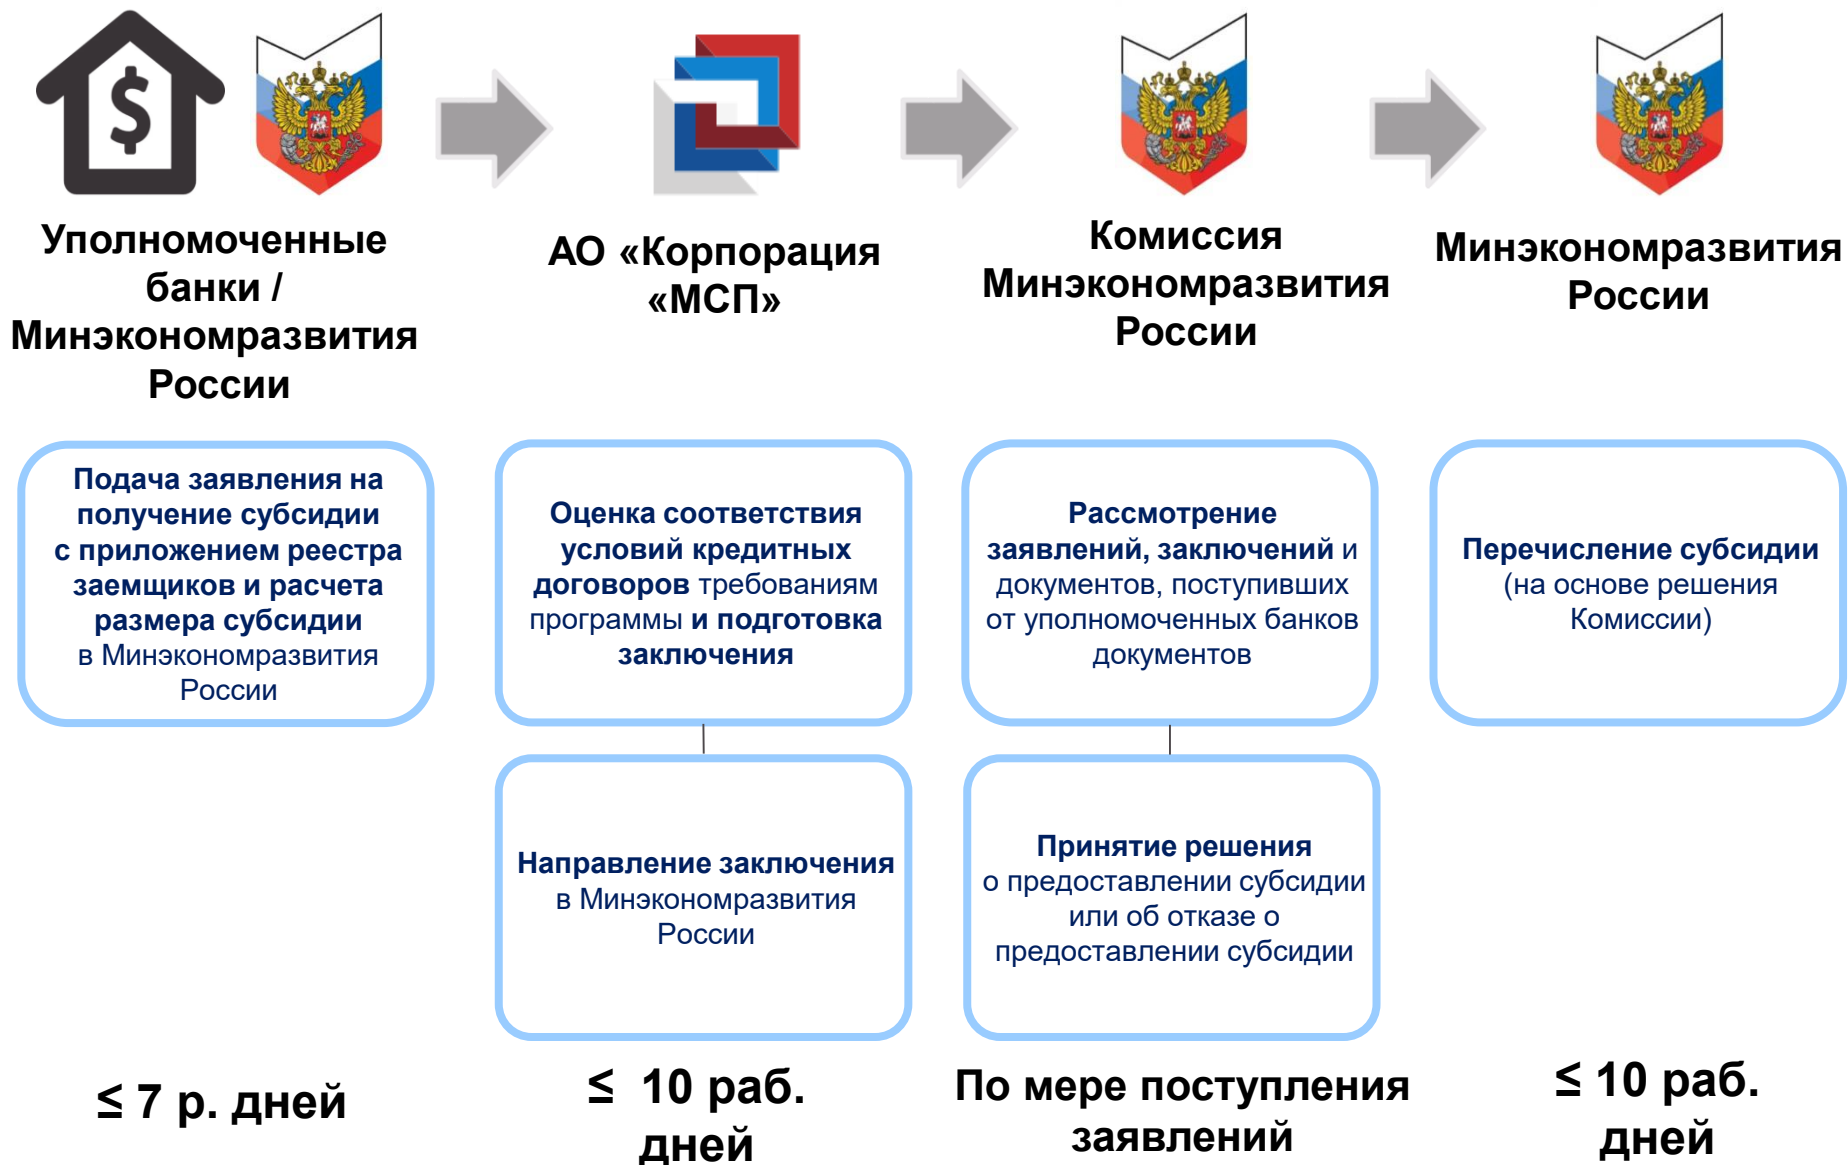 $
Уполномоченные
банки /
Минэкономразвития
России
АО «Корпорация
«МСП»
Комиссия
Минэкономразвития
России
Минэкономразвития
России
Подача заявления на
получение субсидии
с приложением реестра
заемщиков и расчета
размера субсидии
в Минэкономразвития
России
Оценка соответствия
условий кредитных
договоров требованиям
программы и подготовка
заключения
Рассмотрение
заявлений, заключений и
документов, поступивших
от уполномоченных банков
документов
Перечисление субсидии
(на основе решения
Комиссии)
Направление заключения
в Минэкономразвития
России
Принятие решения
о предоставлении субсидии
или об отказе о
предоставлении субсидии
≤ 7 р. дней
≤ 10 раб.
дней
По мере поступления
заявлений
≤ 10 раб.
дней